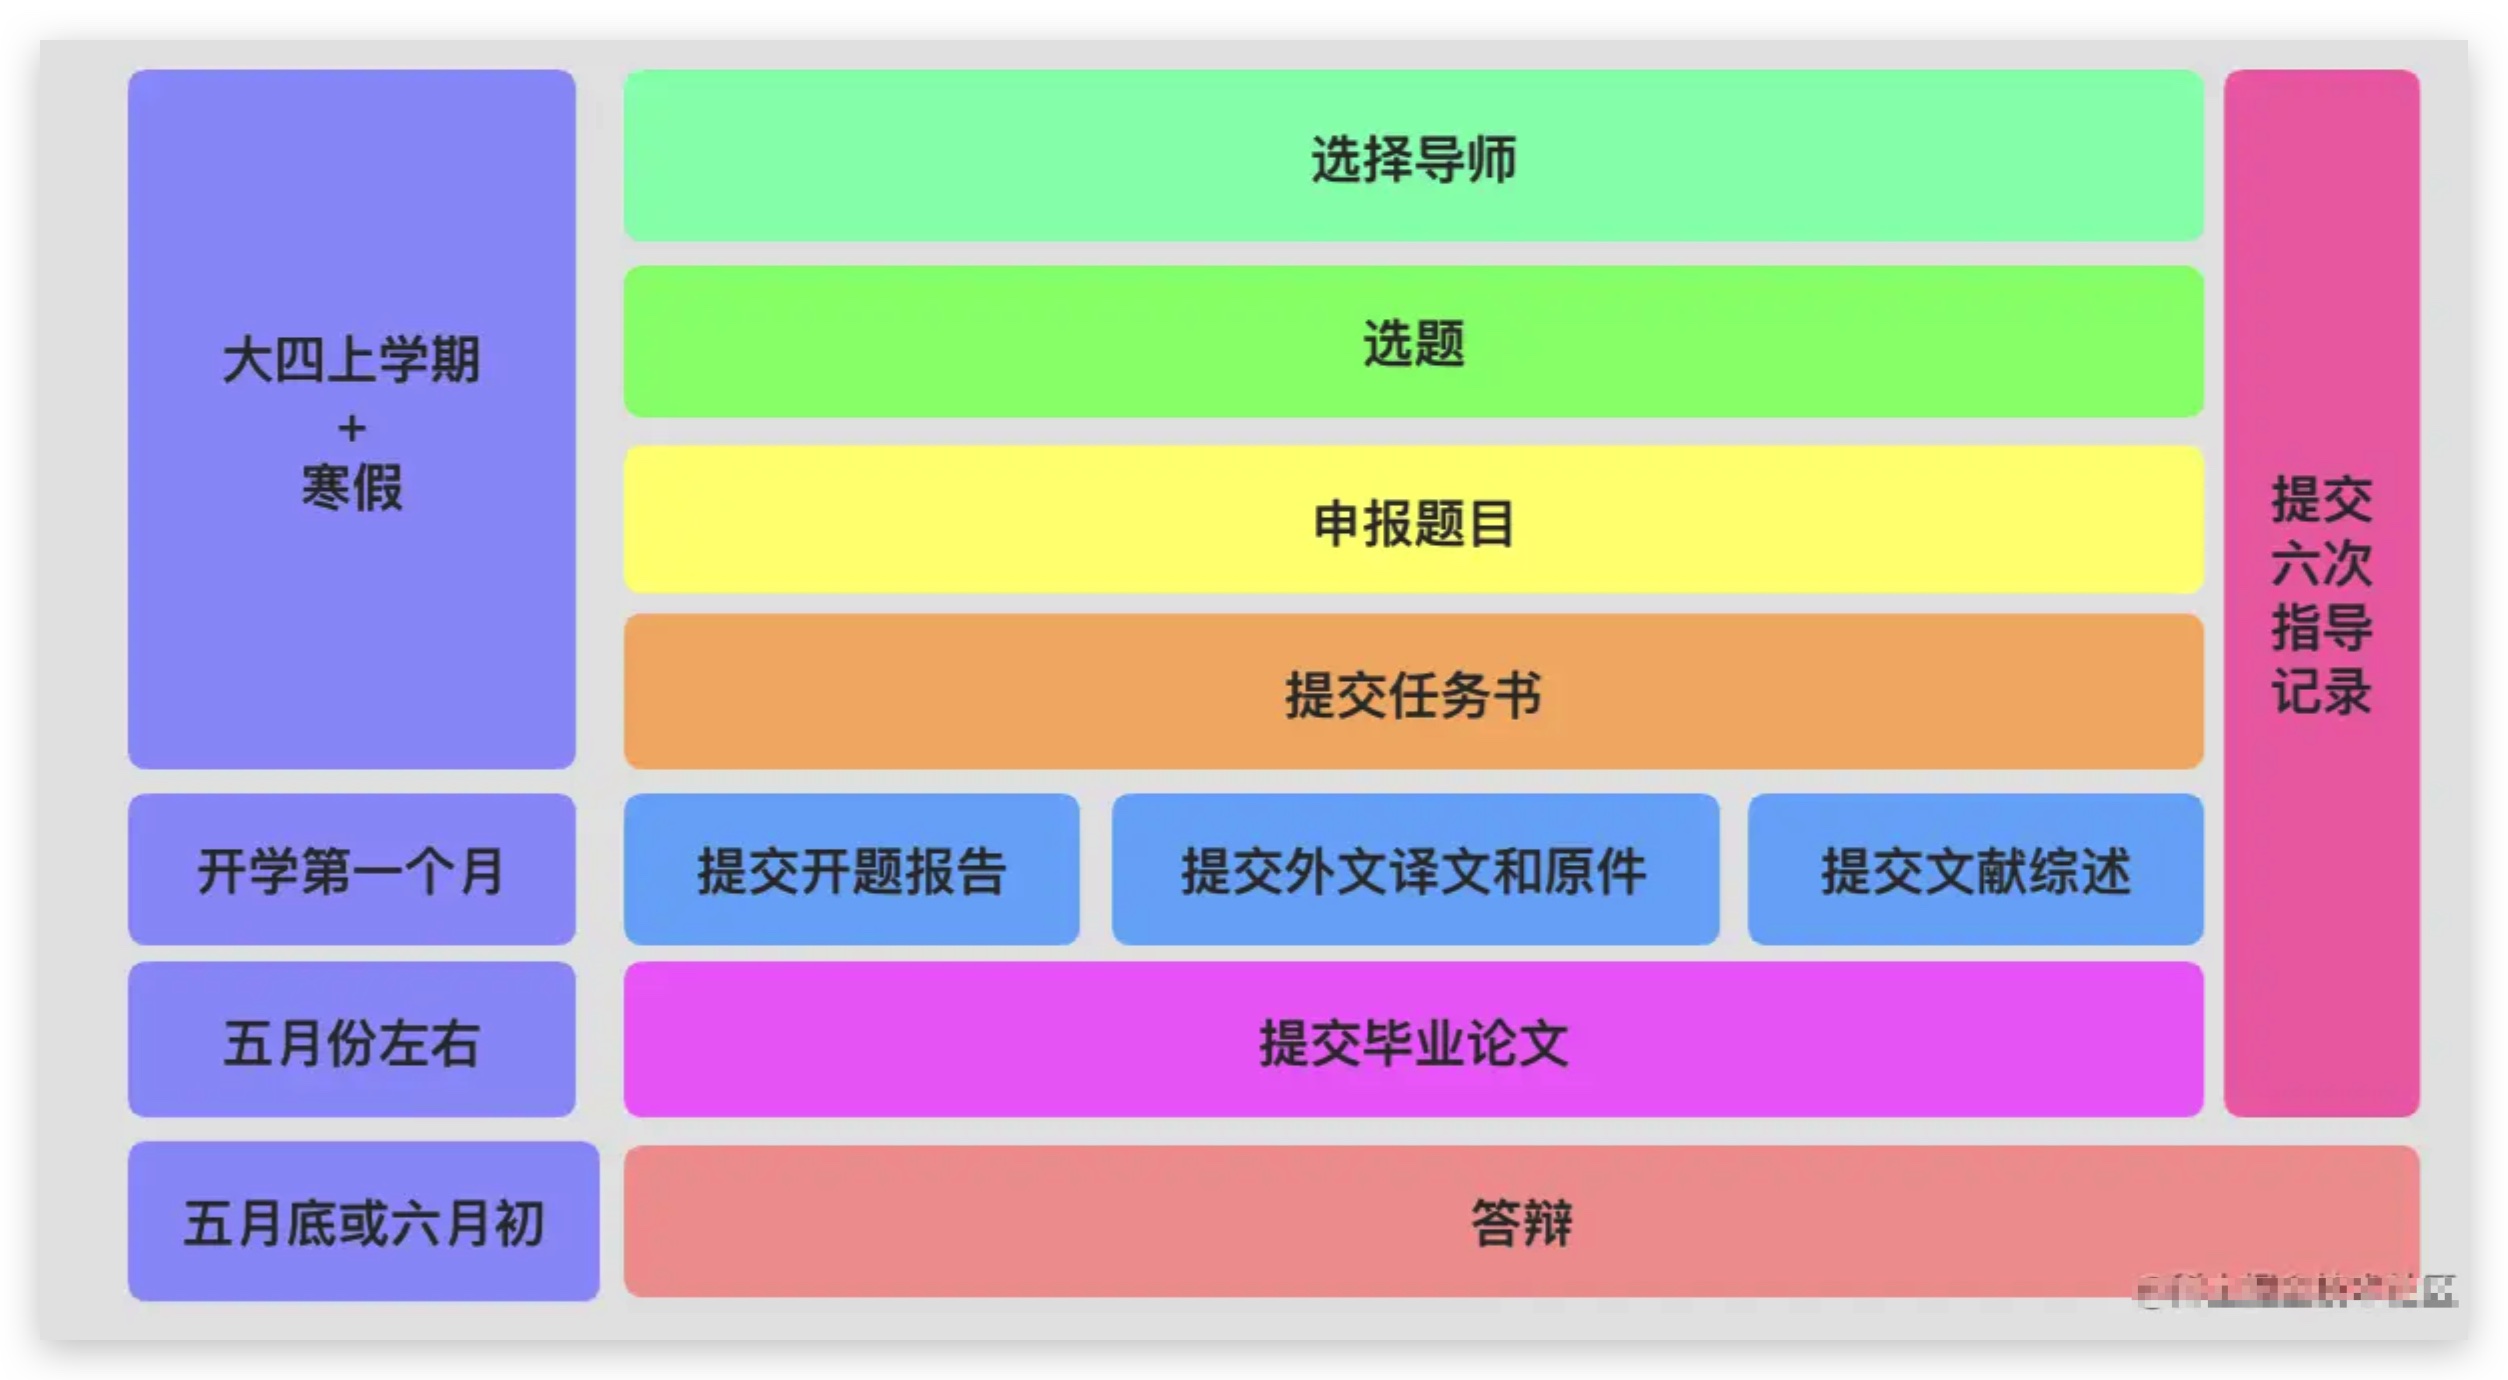 大四上学期
+
寒假
选择导师
选题
申报题目
提交任务书
提交
六次
指导
记录
开学第一个月
提交开题报告
提交外文译文和原件
提交文献综述
五月份左右
提交毕业论文
五月底或六月初
答辩